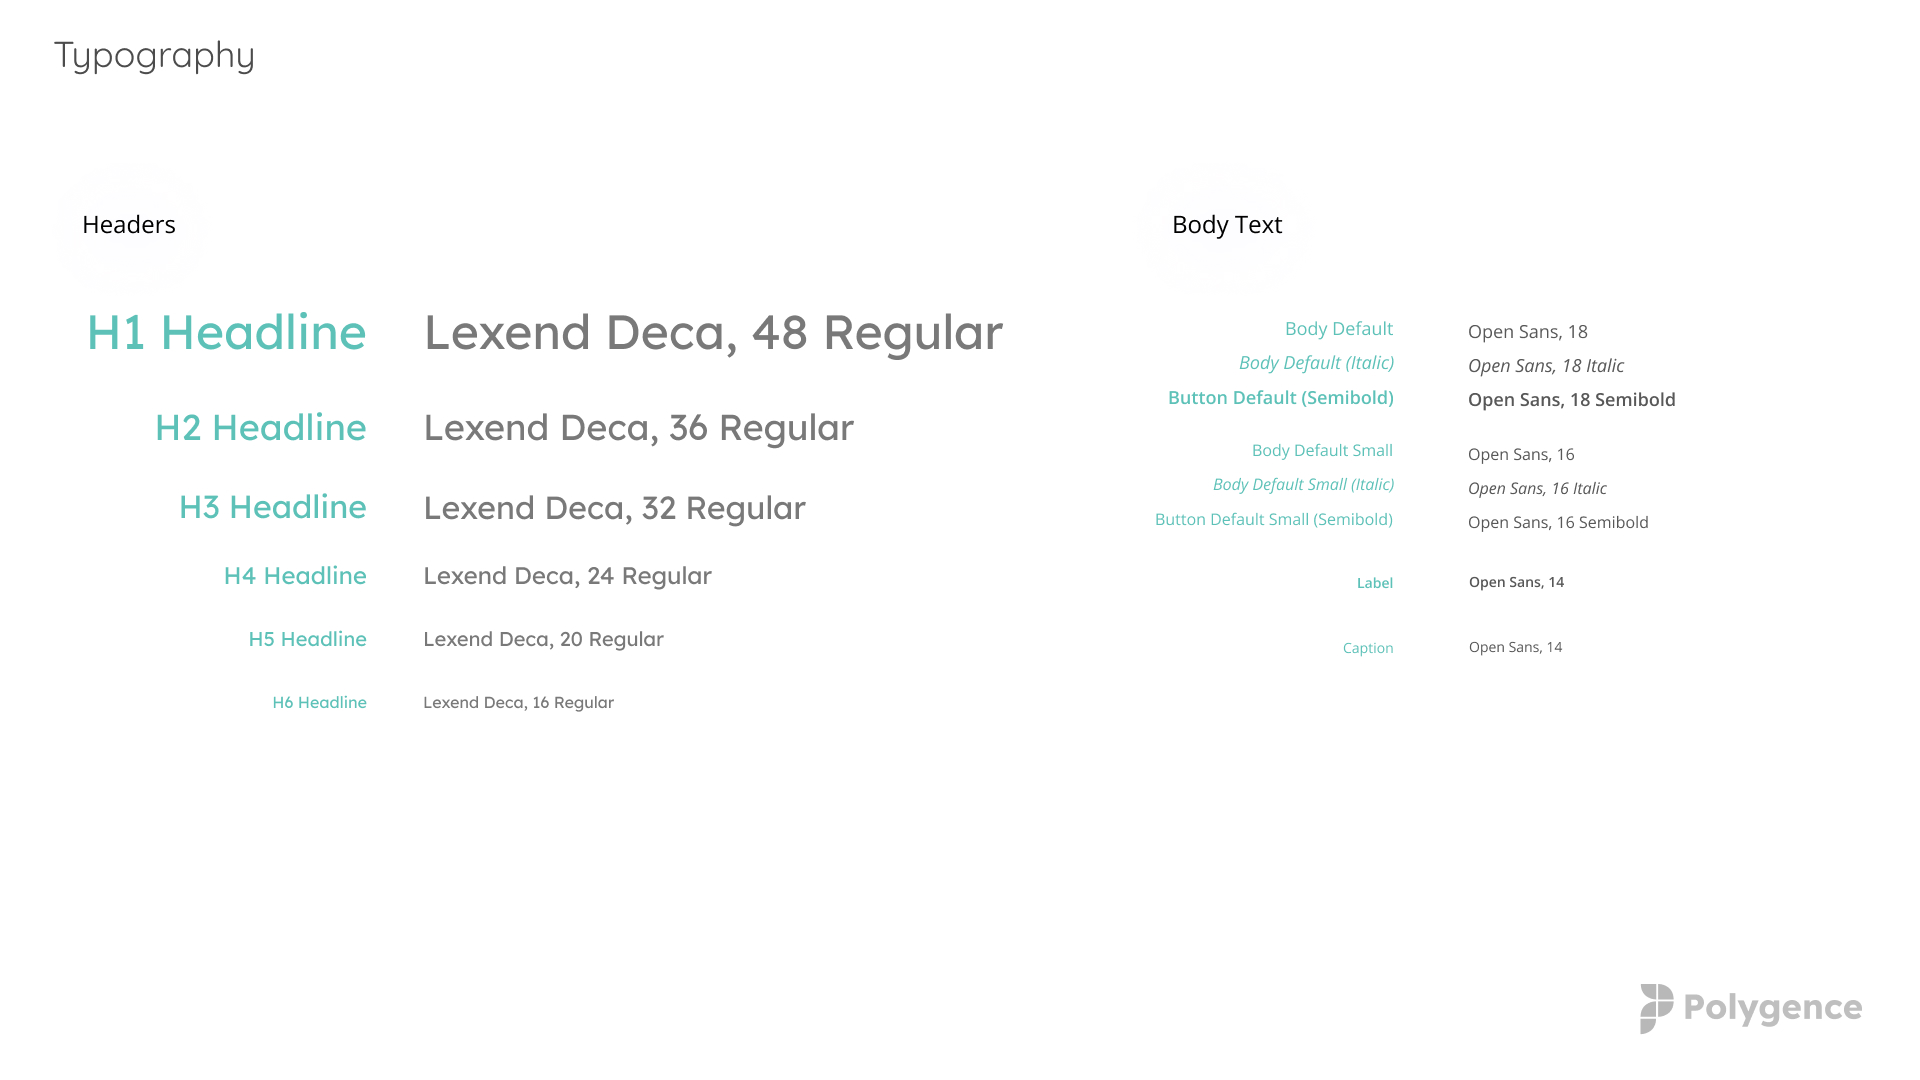 Typography
Headers
H1 Headline Lexend Deca, 48 Regular
H2 Headline Lexend Deca, 36 Regular
H3 Headline Lexend Deca, 32 Regular
H4 Headline Lexend Deca, 24 Regular
H5 Headline Lexend Deca, 20 Regular
H6 Headline Lexend Deca, 16 Regular
Body Text
Body Default Open Sans, 18
Body Default (Italic) Open Sans, 18 Italic
Button Default (Semibold) Open Sans, 18 Semibold
Body Default Small Open Sans, 16
Body Default Small (Italic) Open Sans, 16 Italic
Button Default Small (Semibold) Open Sans, 16 Semibold
Label Open Sans, 14
Caption Open Sans, 14
Polygence